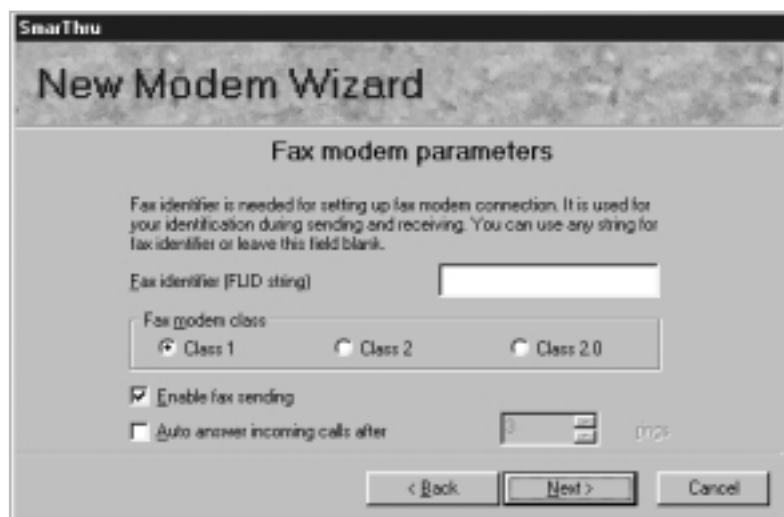 SmarThru
New Modem Wizard
Fax modem parameters
Fax identifier is needed for setting up fax modem connection. It is used for
your identification during sending and receiving. You can use any string for
fax identifier or leave this field blank.
Fax identifier (FLID string)
Fax modem class
Class 1 Class 2 Class 2.0
Enable fax sending
Auto answer incoming calls after 3 rings
< Back Next > Cancel